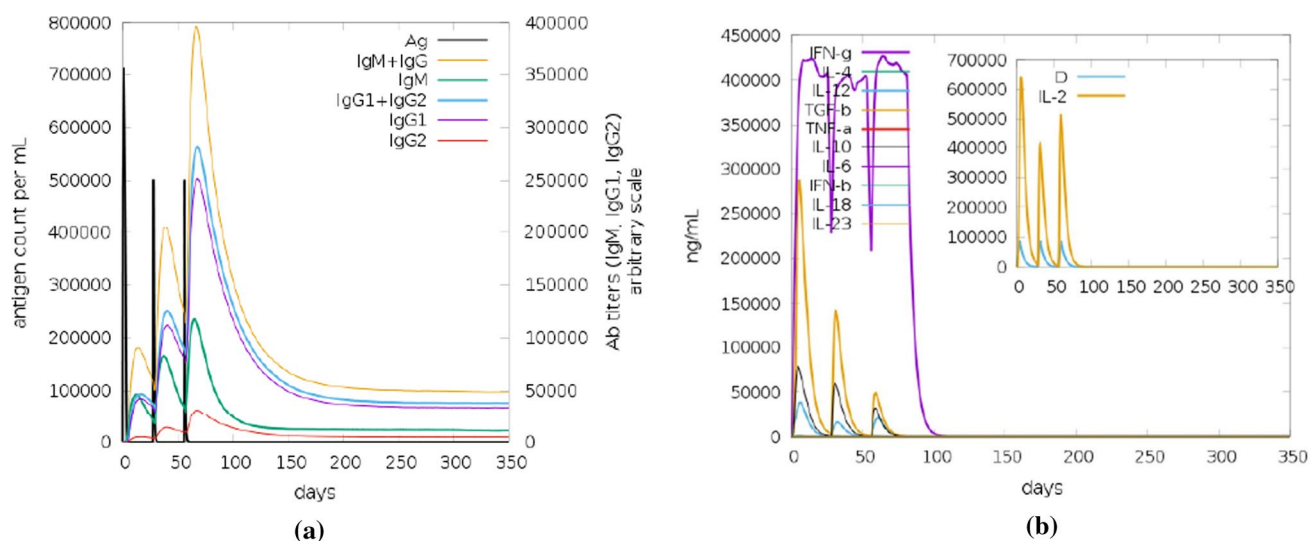 800000
700000
600000
500000
400000
300000
200000
100000
0
antigen count per mL
400000
350000
300000
250000
200000
150000
100000
50000
0
Ab titers (IgM, IgG1, IgG2)
arbitrary scale
Ag
IgM+IgG
IgM
IgG1+IgG2
IgG1
IgG2
0 50 100 150 200 250 300 350
days
(a)
450000
400000
350000
300000
250000
200000
150000
100000
50000
0
ng/mL
IFN-g
IL-4
IL-12
TGF-b
TNF-a
IL-10
IL-6
IFN-b
IL-18
IL-23
700000
600000
500000
400000
300000
200000
100000
0
D
IL-2
0 50 100 150 200 250 300 350
0 50 100 150 200 250 300 350
days
(b)